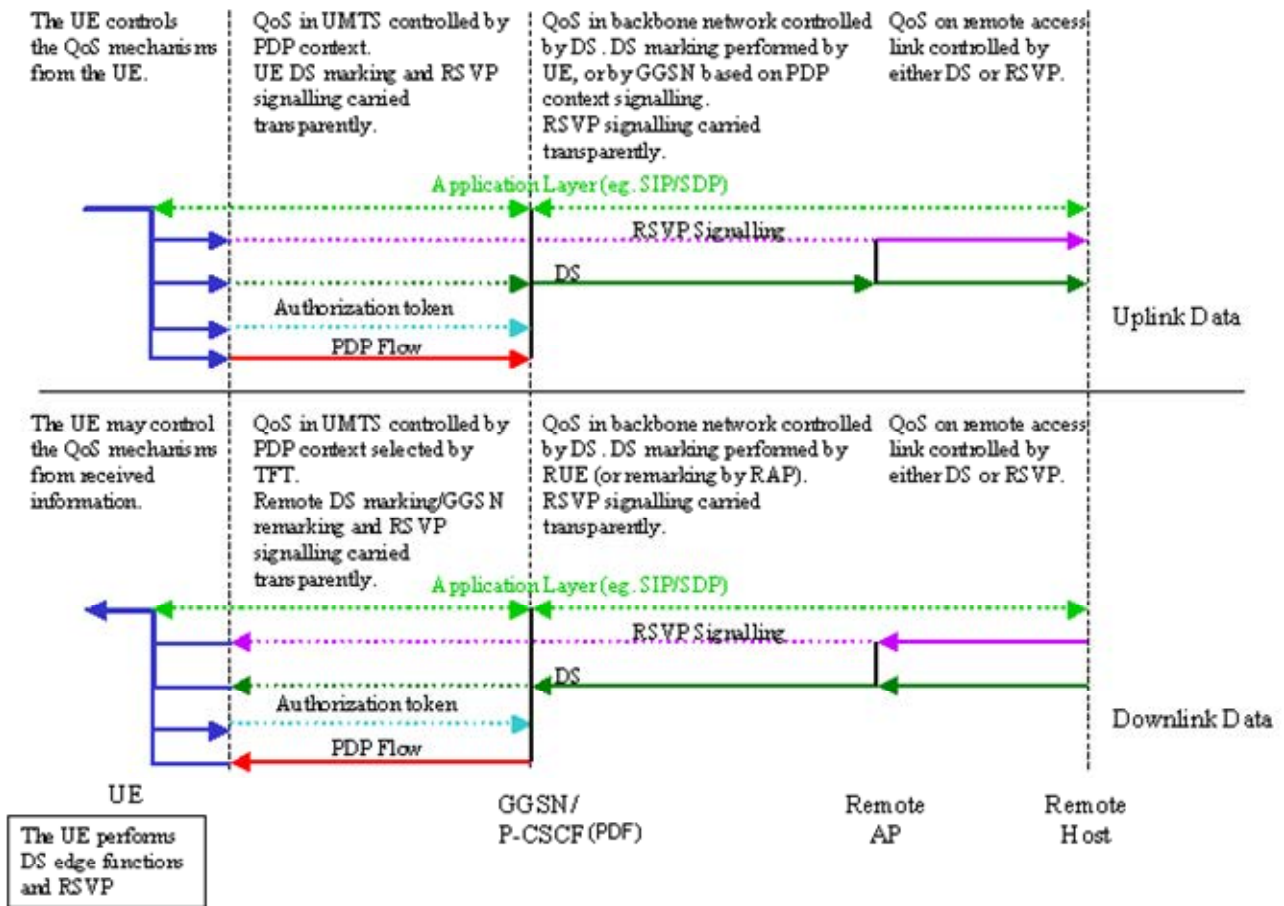 The UE controls
the QoS mechanisms
from the UE.
QoS in UMTS controlled by
PDP context.
UE DS marking and RSVP
signalling carried
transparently.
QoS in backbone network controlled
by DS. DS marking performed by
UE, or by GGSN based on PDP
context signalling.
RSVP signalling carried
transparently.
QoS on remote access
link controlled by
either DS or RSVP.
Application Layer (eg. SIP/SDP)
RSVP Signalling
DS
Authorization token
PDP Flow
Uplink Data
The UE may control
the QoS mechanisms
from received
information.
QoS in UMTS controlled by
PDP context selected by
TFT.
Remote DS marking/GGSN
remarking and RSVP
signalling carried
transparently.
QoS in backbone network controlled
by DS. DS marking performed by
RUE (or remarking by RAP).
RSVP signalling carried
transparently.
QoS on remote access
link controlled by
either DS or RSVP.
Application Layer (eg. SIP/SDP)
RSVP Signalling
DS
Authorization token
PDP Flow
Downlink Data
UE
GGSN/
P-CSCF (PDF)
Remote
AP
Remote
Host
The UE performs
DS edge functions
and RSVP